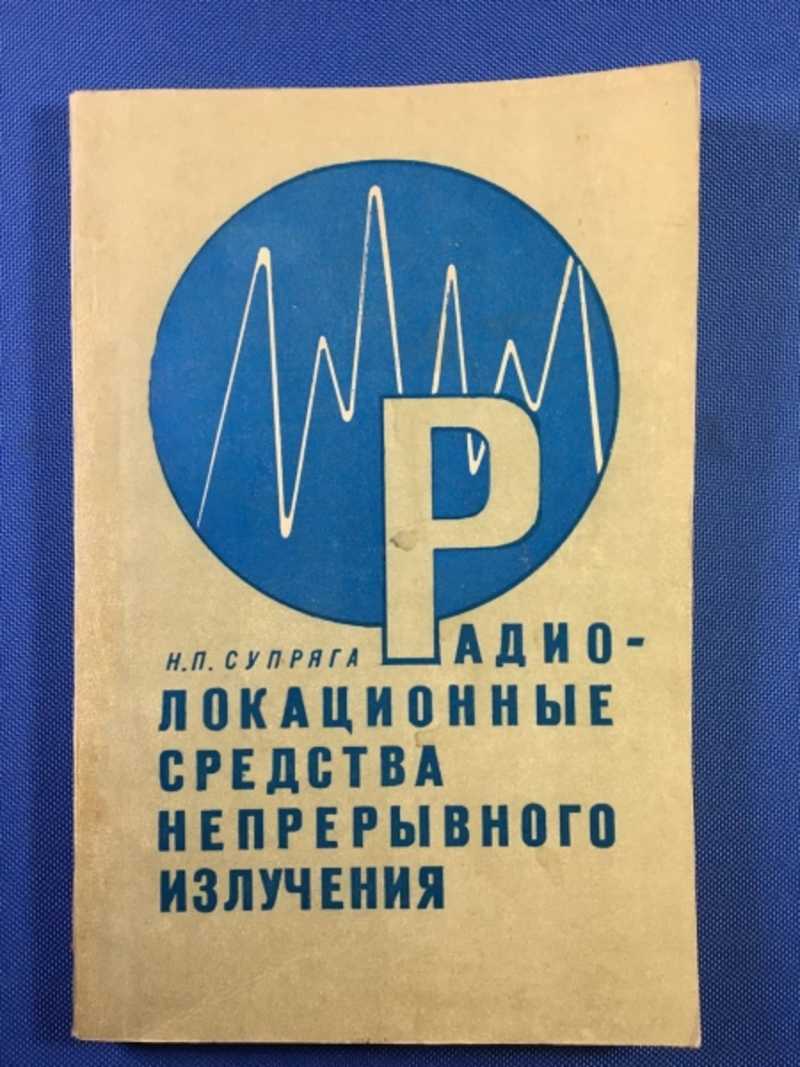 Н.П. СУПРЯГА
РАДИО-
ЛОКАЦИОННЫЕ
СРЕДСТВА
НЕПРЕРЫВНОГО
ИЗЛУЧЕНИЯ